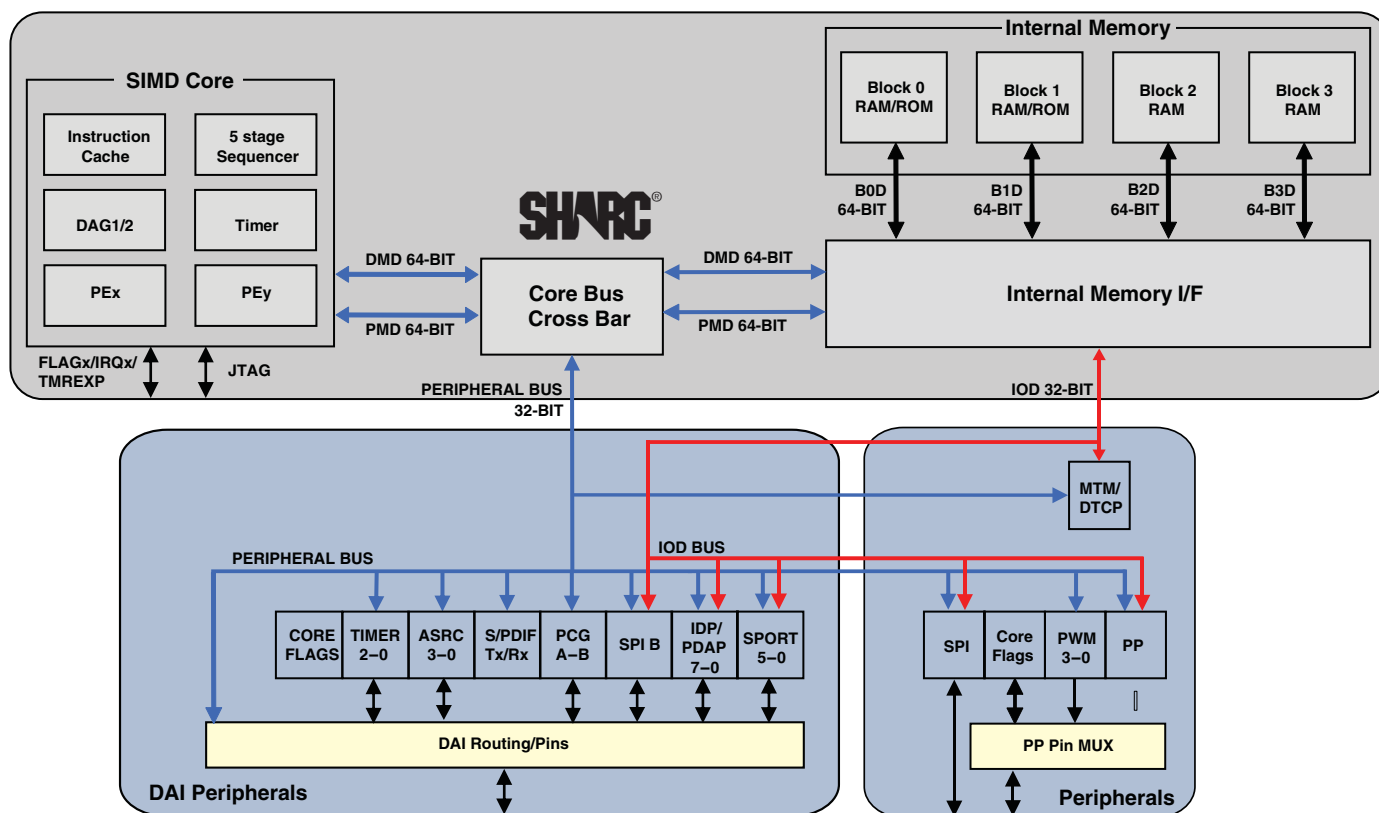 Internal Memory
SIMD Core
Block 0
RAM/ROM
Block 1
RAM/ROM
Block 2
RAM
Block 3
RAM
Instruction
Cache
5 stage
Sequencer
B0D
64-BIT
B1D
64-BIT
B2D
64-BIT
B3D
64-BIT
DAG1/2
Timer
SHARC®
DMD 64-BIT
DMD 64-BIT
PEx
PEy
Core Bus
Cross Bar
Internal Memory I/F
PMD 64-BIT
PMD 64-BIT
FLAGx/IRQx/
TMREXP
JTAG
PERIPHERAL BUS
32-BIT
IOD 32-BIT
MTM/
DTCP
PERIPHERAL BUS
IOD BUS
CORE
FLAGS
TIMER
2–0
ASRC
3–0
S/PDIF
Tx/Rx
PCG
A–B
SPI B
IDP/
PDAP
7–0
SPORT
5–0
SPI
Core
Flags
PWM
3–0
PP
DAI Routing/Pins
PP Pin MUX
DAI Peripherals
Peripherals